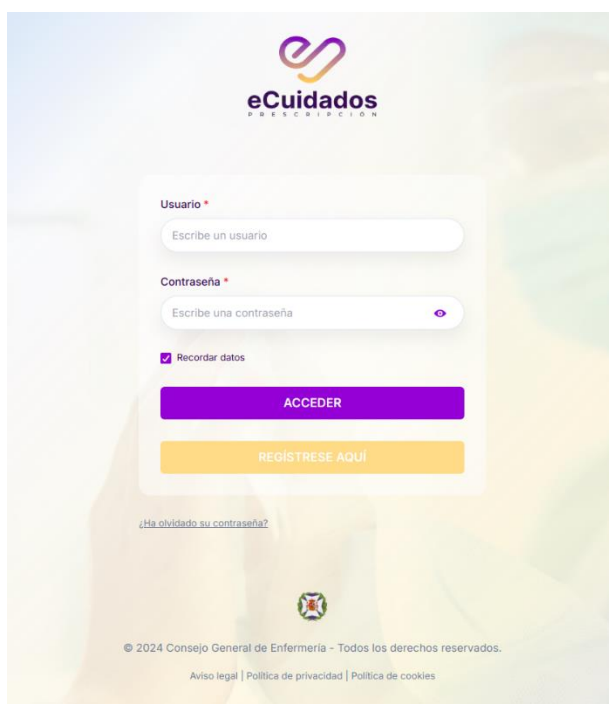 eCuidados
PRESCRIPCIÓN
Usuario *
Escribe un usuario
Contraseña *
Escribe una contraseña
Recordar datos
ACCEDER
REGÍSTRESE AQUÍ
¿Ha olvidado su contraseña?
© 2024 Consejo General de Enfermería - Todos los derechos reservados.
Aviso legal | Política de privacidad | Política de cookies